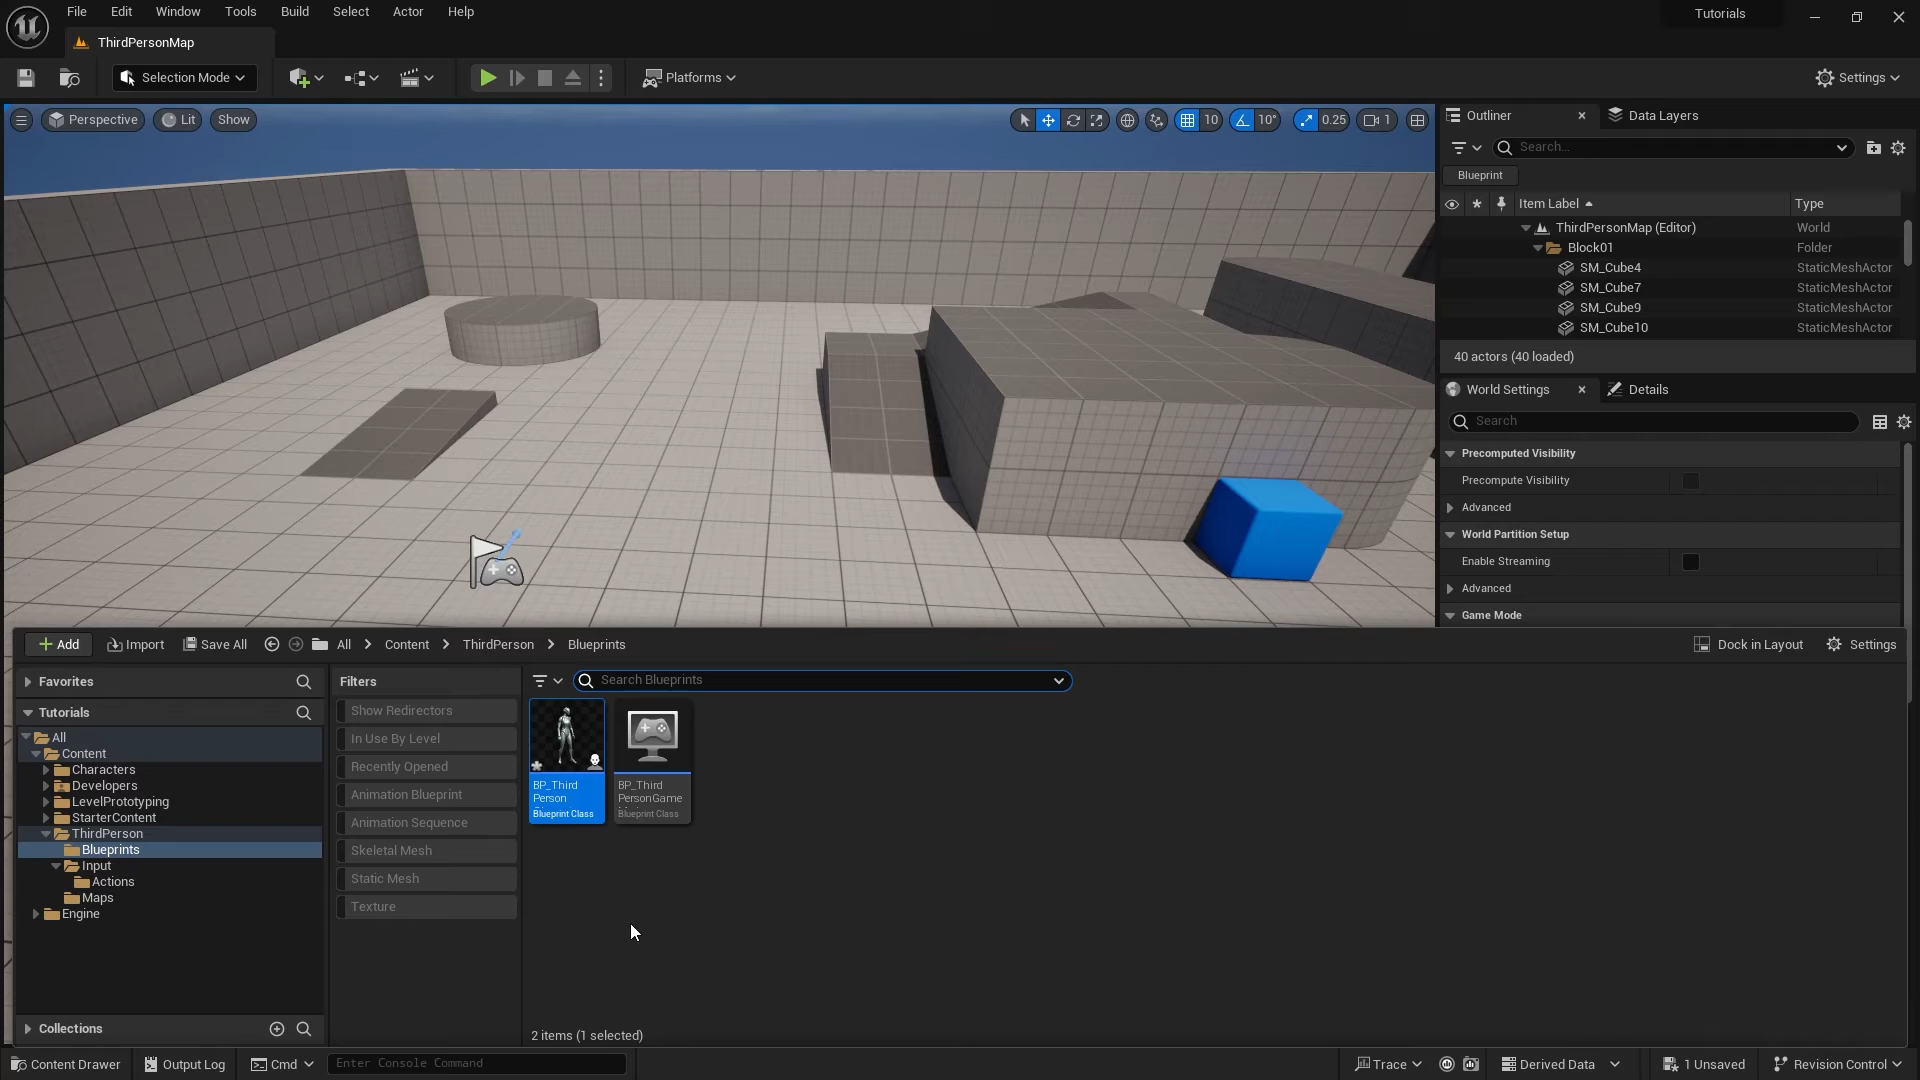 File Edit Window Tools Build Select Actor Help
Tutorials
ThirdPersonMap
Selection Mode
Platforms
Settings
Perspective
Lit
Show
10
10°
0.25
1
Outliner
Data Layers
Search...
Blueprint
Item Label
Type
ThirdPersonMap (Editor)
World
Block01
Folder
SM_Cube4
StaticMeshActor
SM_Cube7
StaticMeshActor
SM_Cube9
StaticMeshActor
SM_Cube10
StaticMeshActor
40 actors (40 loaded)
World Settings
Details
Search
Precomputed Visibility
Precompute Visibility
Advanced
World Partition Setup
Enable Streaming
Advanced
Game Mode
Add
Import
Save All
All
Content
ThirdPerson
Blueprints
Dock in Layout
Settings
Favorites
Tutorials
All
Content
Characters
Developers
LevelPrototyping
StarterContent
ThirdPerson
Blueprints
Input
Actions
Maps
Engine
Collections
Filters
Show Redirectors
In Use By Level
Recently Opened
Animation Blueprint
Animation Sequence
Skeletal Mesh
Static Mesh
Texture
Search Blueprints
BP_Third
Person
Blueprint Class
BP_Third
PersonGame
Blueprint Class
2 items (1 selected)
Content Drawer
Output Log
Cmd
Enter Console Command
Trace
Derived Data
1 Unsaved
Revision Control